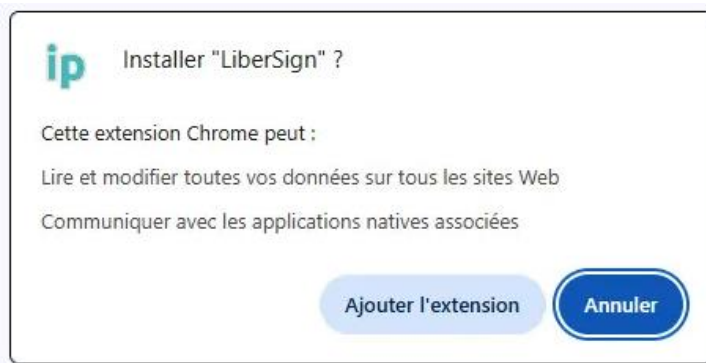 ip
Installer "LiberSign" ?
Cette extension Chrome peut :
Lire et modifier toutes vos données sur tous les sites Web
Communiquer avec les applications natives associées
Ajouter l'extension
Annuler